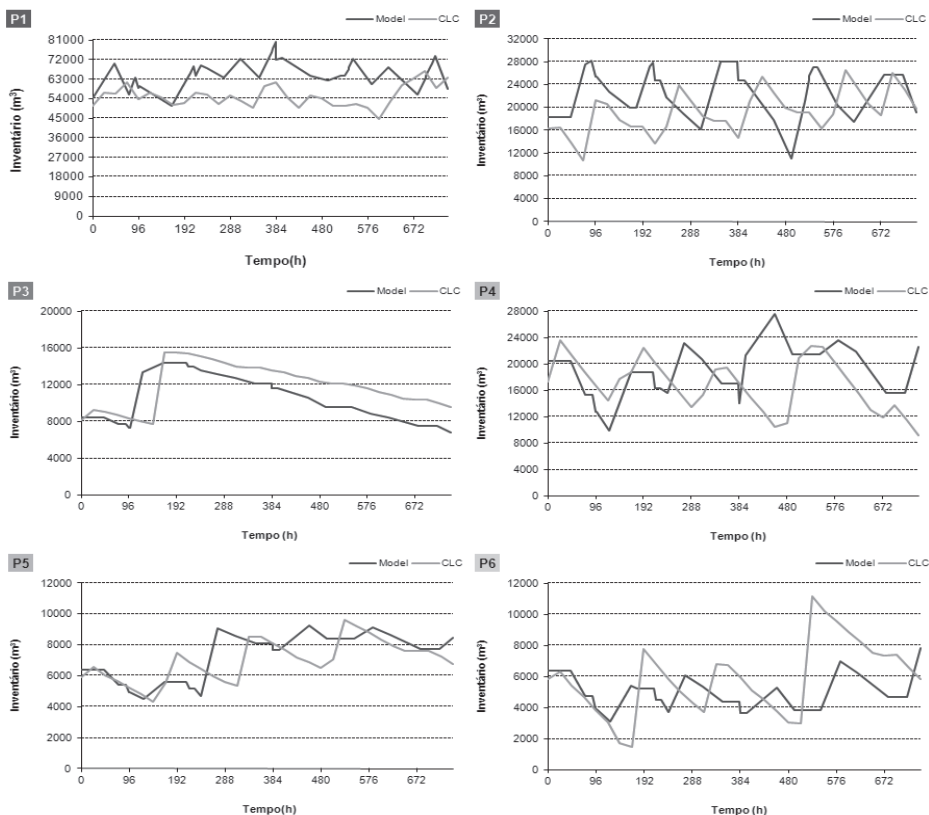 P1
Model CLC
Inventário (m³)
81000
72000
63000
54000
45000
36000
27000
18000
9000
0
0 96 192 288 384 480 576 672
Tempo(h)
P2
Model CLC
Inventário (m³)
32000
28000
24000
20000
16000
12000
8000
4000
0
0 96 192 288 384 480 576 672
Tempo (h)
P3
Model CLC
Inventário (m³)
20000
16000
12000
8000
4000
0
0 96 192 288 384 480 576 672
Tempo (h)
P4
Model CLC
Inventário (m³)
28000
24000
20000
16000
12000
8000
4000
0
0 96 192 288 384 480 576 672
Tempo (h)
P5
Model CLC
Inventário (m³)
12000
10000
8000
6000
4000
2000
0
0 96 192 288 384 480 576 672
Tempo (h)
P6
Model CLC
Inventário (m³)
12000
10000
8000
6000
4000
2000
0
0 96 192 288 384 480 576 672
Tempo (h)